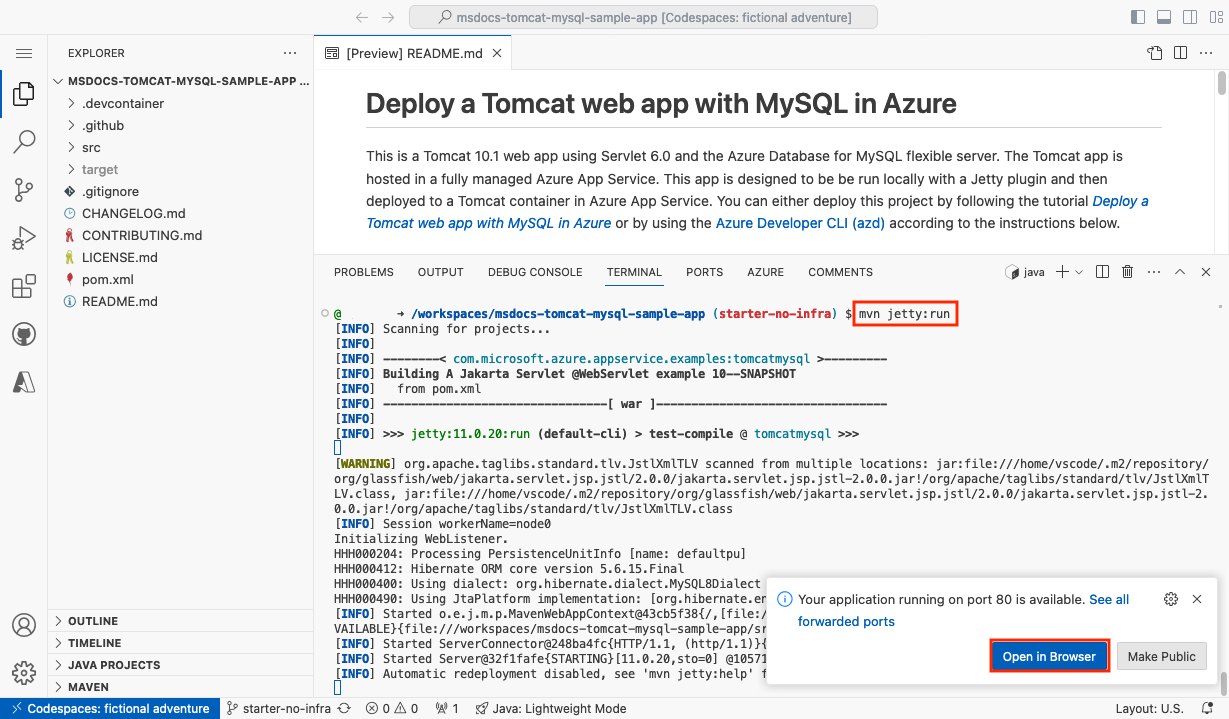 msdocs-tomcat-mysql-sample-app [Codespaces: fictional adventure]
EXPLORER
MSDOCS-TOMCAT-MYSQL-SAMPLE-APP ...
.devcontainer
.github
src
target
.gitignore
CHANGELOG.md
CONTRIBUTING.md
LICENSE.md
pom.xml
README.md
OUTLINE
TIMELINE
JAVA PROJECTS
MAVEN
[Preview] README.md
Deploy a Tomcat web app with MySQL in Azure
This is a Tomcat 10.1 web app using Servlet 6.0 and the Azure Database for MySQL flexible server. The Tomcat app is
hosted in a fully managed Azure App Service. This app is designed to be be run locally with a Jetty plugin and then
deployed to a Tomcat container in Azure App Service. You can either deploy this project by following the tutorial Deploy a
Tomcat web app with MySQL in Azure or by using the Azure Developer CLI (azd) according to the instructions below.
PROBLEMS OUTPUT DEBUG CONSOLE TERMINAL PORTS AZURE COMMENTS java
@ ➜ /workspaces/msdocs-tomcat-mysql-sample-app (starter-no-infra) $ mvn jetty:run
[INFO] Scanning for projects...
[INFO]
[INFO] --------< com.microsoft.azure.appservice.examples:tomcatmysql >---------
[INFO] Building A Jakarta Servlet @WebServlet example 10--SNAPSHOT
[INFO]   from pom.xml
[INFO] --------------------------------[ war ]---------------------------------
[INFO]
[INFO] >>> jetty:11.0.20:run (default-cli) > test-compile @ tomcatmysql >>>
[WARNING] org.apache.taglibs.standard.tlv.JstlXmlTLV scanned from multiple locations: jar:file:///home/vscode/.m2/repository/
org/glassfish/web/jakarta.servlet.jsp.jstl/2.0.0/jakarta.servlet.jsp.jstl-2.0.0.jar!/org/apache/taglibs/standard/tlv/JstlXmlT
LV.class, jar:file:///home/vscode/.m2/repository/org/glassfish/web/jakarta.servlet.jsp.jstl/2.0.0/jakarta.servlet.jsp.jstl-2.
0.0.jar!/org/apache/taglibs/standard/tlv/JstlXmlTLV.class
[INFO] Session workerName=node0
Initializing WebListener.
HHH000204: Processing PersistenceUnitInfo [name: defaultpu]
HHH000412: Hibernate ORM core version 5.6.15.Final
HHH000400: Using dialect: org.hibernate.dialect.MySQL8Dialect
HHH000490: Using JtaPlatform implementation: [org.hibernate.en
[INFO] Started o.e.j.m.p.MavenWebAppContext@43cb5f38{/,[file:/
VAILABLE}{file:///workspaces/msdocs-tomcat-mysql-sample-app/sr
[INFO] Started ServerConnector@248ba4fc{HTTP/1.1, (http/1.1)}{
[INFO] Started Server@32f1fafe{STARTING}[11.0.20,sto=0] @10571
[INFO] Automatic redeployment disabled, see 'mvn jetty:help' f
Your application running on port 80 is available. See all
forwarded ports
Open in Browser Make Public
Codespaces: fictional adventure starter-no-infra 0 0 1 Java: Lightweight Mode Layout: U.S.